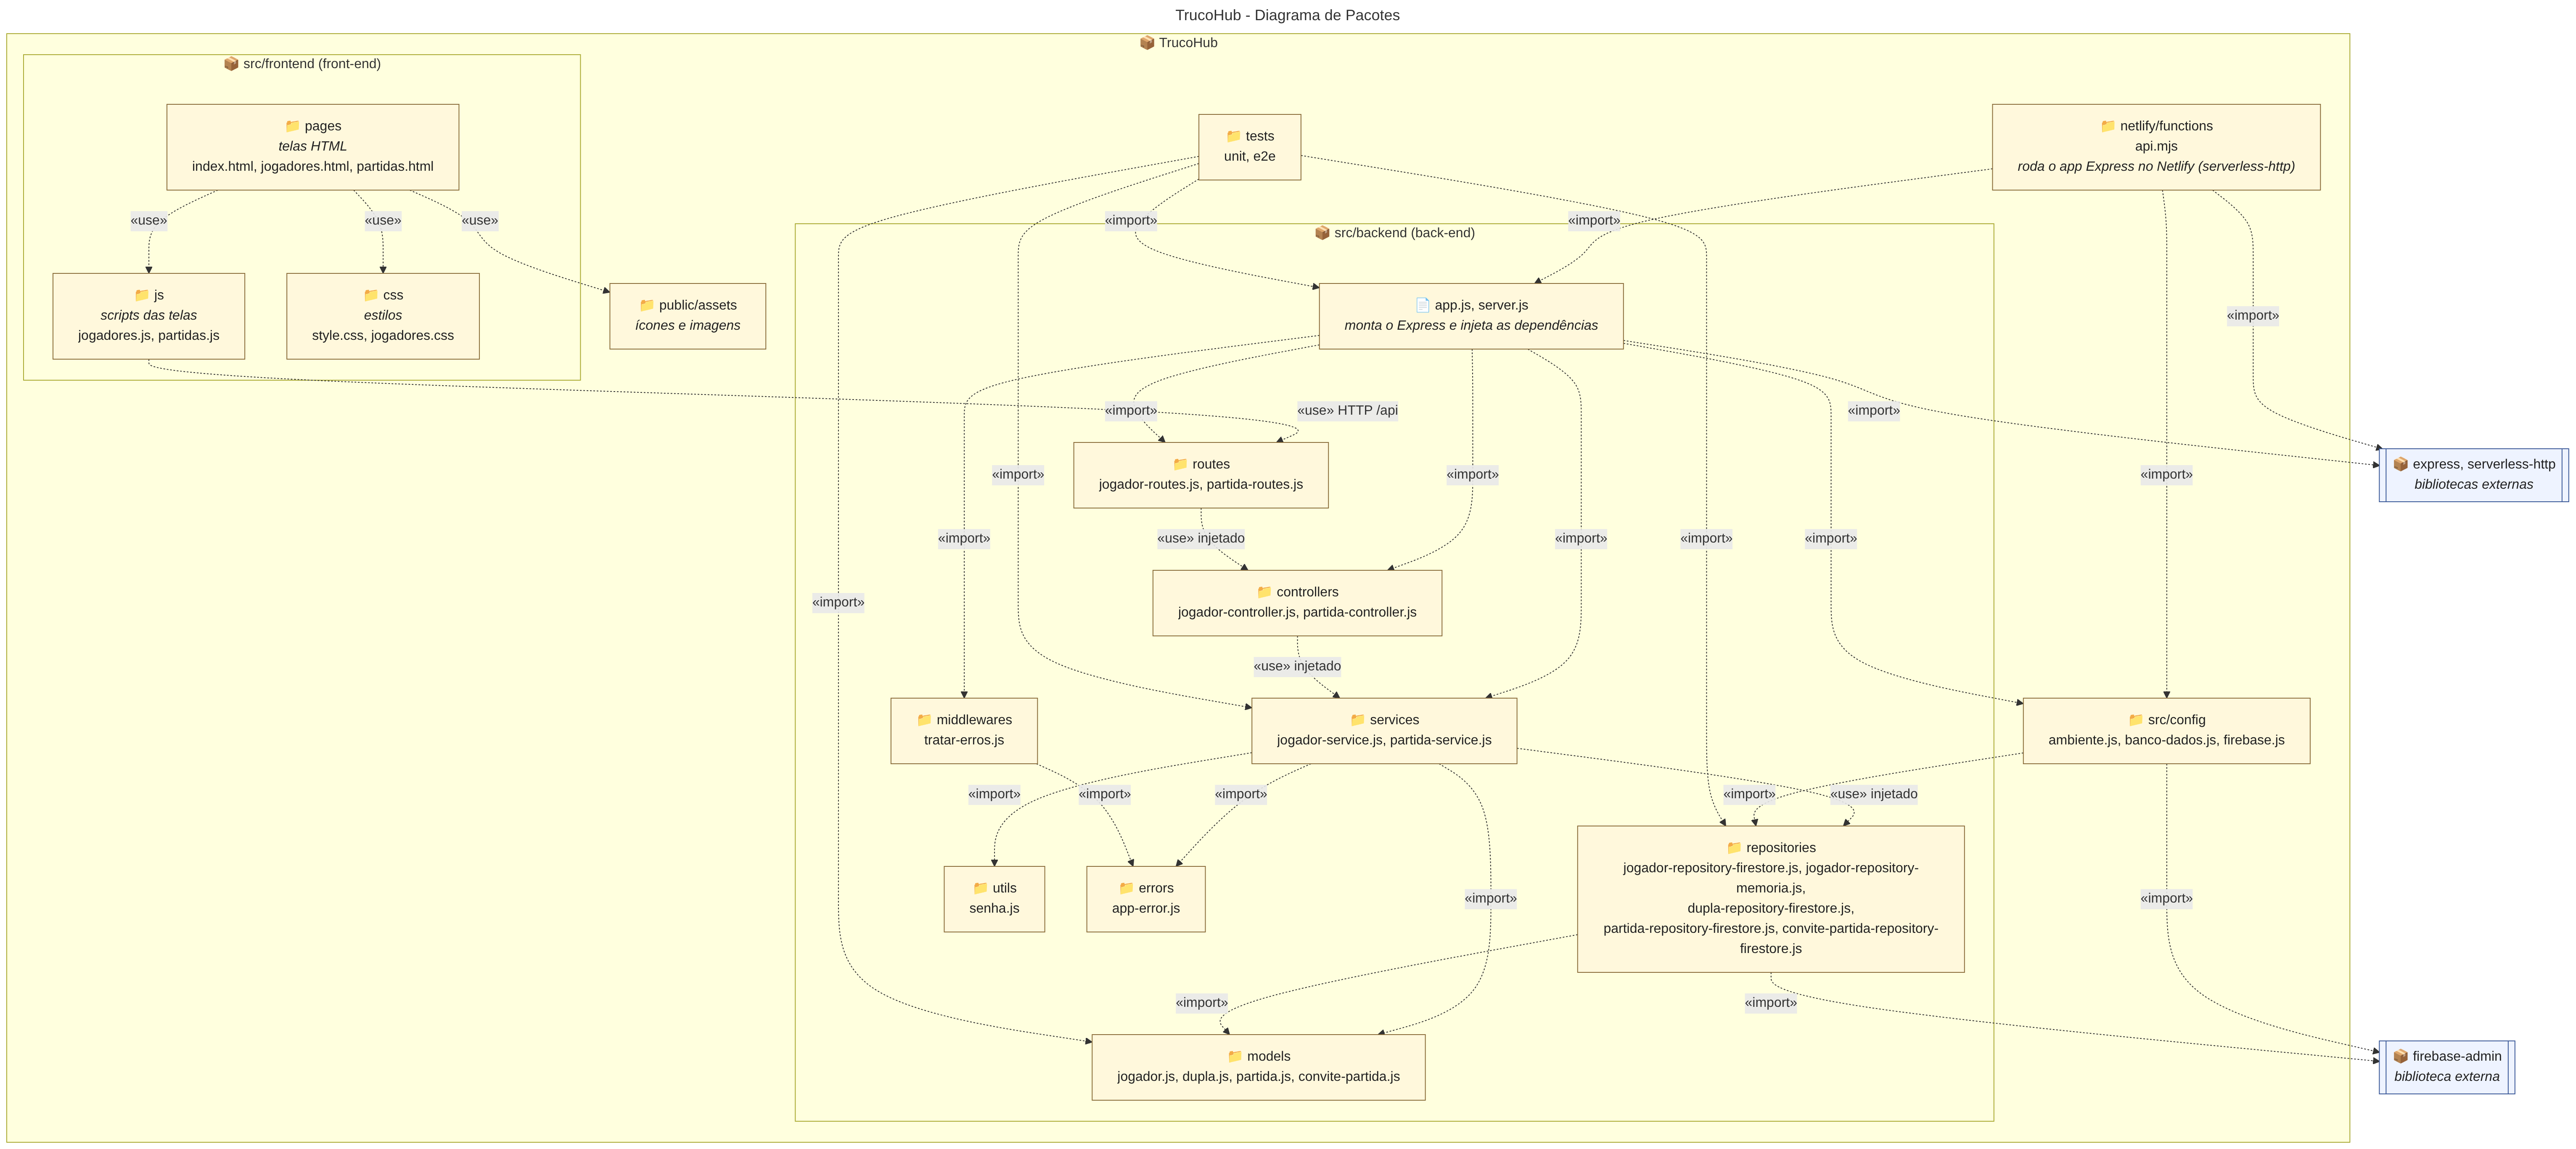 TrucoHub - Diagrama de Pacotes
📦 TrucoHub
📦 src/frontend (front-end)
📁 pages
telas HTML
index.html, jogadores.html, partidas.html
📁 tests
unit, e2e
📁 netlify/functions
api.mjs
roda o app Express no Netlify (serverless-http)
«use»
«use»
«use»
«import»
«import»
📦 src/backend (back-end)
📁 js
scripts das telas
jogadores.js, partidas.js
📁 css
estilos
style.css, jogadores.css
📁 public/assets
ícones e imagens
📄 app.js, server.js
monta o Express e injeta as dependências
«import»
«import»
«use» HTTP /api
«import»
📁 routes
jogador-routes.js, partida-routes.js
«import»
«import»
«import»
📦 express, serverless-http
bibliotecas externas
«import»
«use» injetado
«import»
«import»
«import»
«import»
📁 controllers
jogador-controller.js, partida-controller.js
«import»
«use» injetado
📁 middlewares
tratar-erros.js
📁 services
jogador-service.js, partida-service.js
📁 src/config
ambiente.js, banco-dados.js, firebase.js
«import»
«import»
«import»
«import»
«use» injetado
📁 utils
senha.js
📁 errors
app-error.js
«import»
📁 repositories
jogador-repository-firestore.js, jogador-repository-
memoria.js,
dupla-repository-firestore.js,
partida-repository-firestore.js, convite-partida-repository-
firestore.js
«import»
«import»
«import»
📁 models
jogador.js, dupla.js, partida.js, convite-partida.js
📦 firebase-admin
biblioteca externa